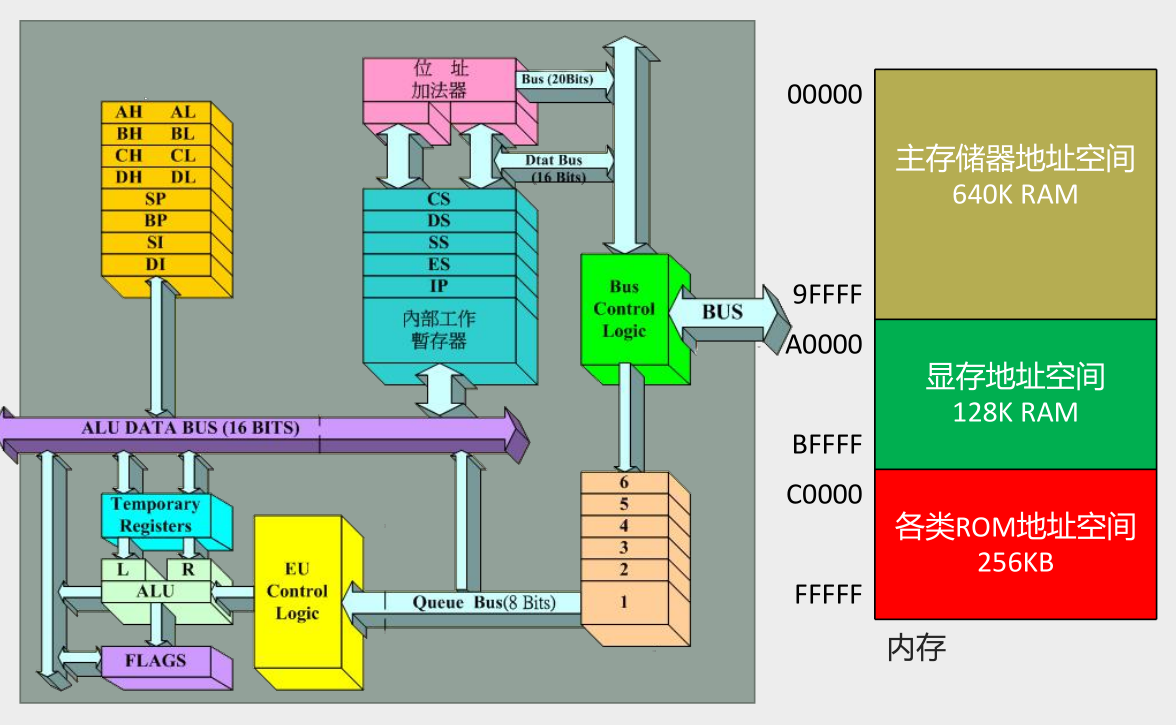 位 址
加法器
Bus (20Bits)
Dtat Bus
(16 Bits)
AH AL
BH BL
CH CL
DH DL
SP
BP
SI
DI
CS
DS
SS
ES
IP
內部工作
暫存器
Bus
Control
Logic
BUS
ALU DATA BUS (16 BITS)
Temporary
Registers
L R
ALU
FLAGS
EU
Control
Logic
Queue Bus(8 Bits)
6
5
4
3
2
1
00000
主存储器地址空间
640K RAM
9FFFF
A0000
显存地址空间
128K RAM
BFFFF
C0000
各类ROM地址空间
256KB
FFFFF
内存